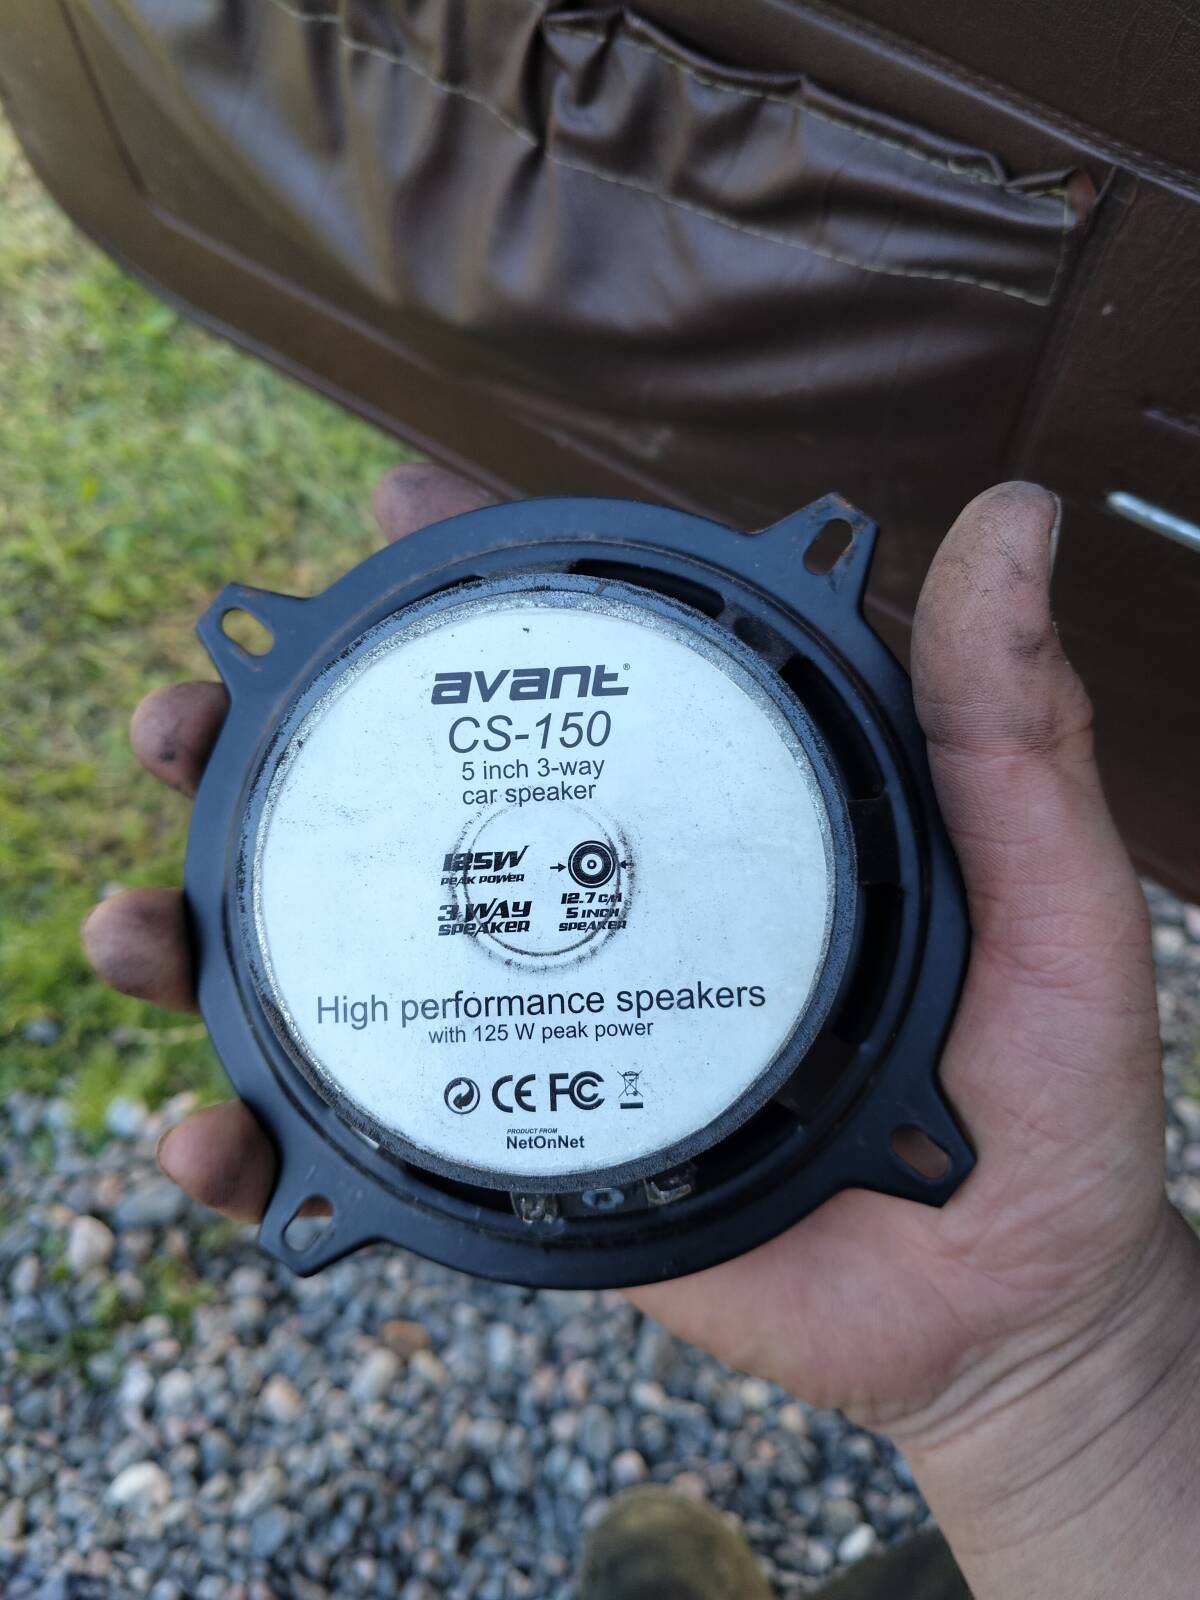 avant®
CS-150
5 inch 3-way
car speaker
125W
PEAK POWER
3-WAY
SPEAKER
12.7 CM
5 INCH
SPEAKER
High performance speakers
with 125 W peak power
CE FC
PRODUCT FROM
NetOnNet